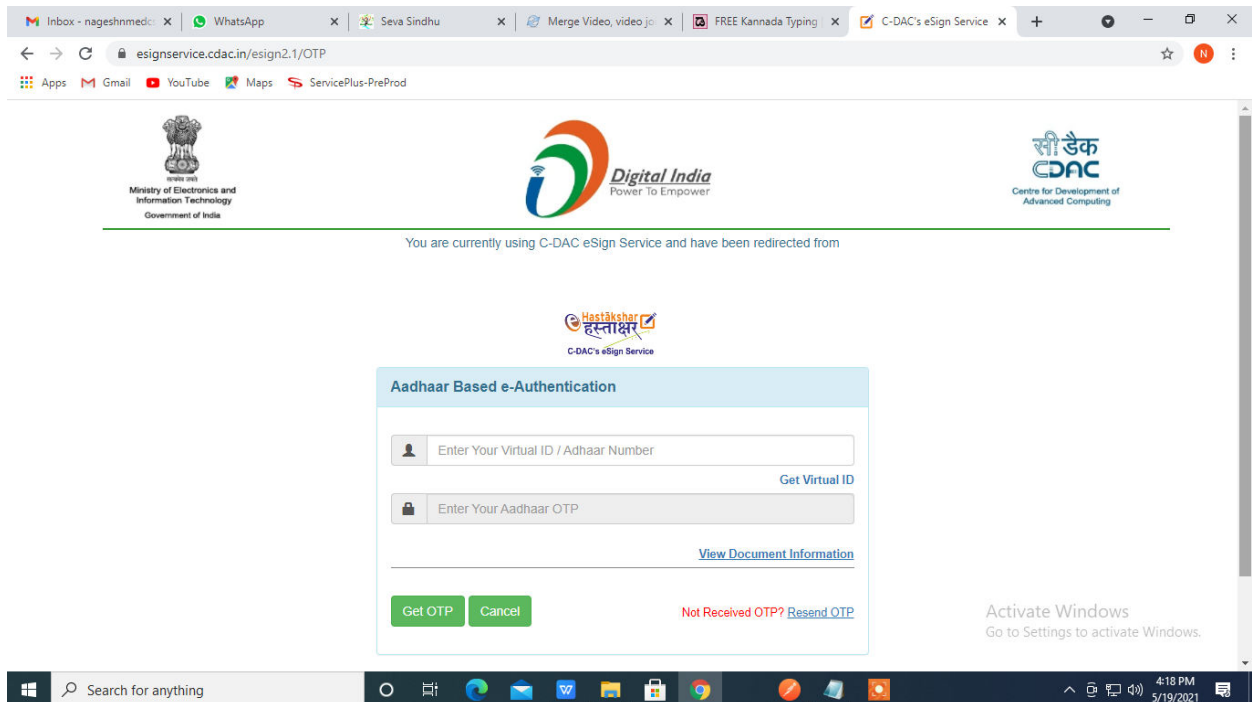 Inbox - nageshnmedc
WhatsApp
Seva Sindhu
Merge Video, video jo
FREE Kannada Typing
C-DAC's eSign Service
esignservice.cdac.in/esign2.1/OTP
N
Apps
Gmail
YouTube
Maps
ServicePlus-PreProd
सत्यमेव जयते
Ministry of Electronics and
Information Technology
Government of India
Digital India
Power To Empower
सी डैक
CDAC
Centre for Development of
Advanced Computing
You are currently using C-DAC eSign Service and have been redirected from
e Hastākshar
हस्ताक्षर
C-DAC's eSign Service
Aadhaar Based e-Authentication
Enter Your Virtual ID / Adhaar Number
Get Virtual ID
Enter Your Aadhaar OTP
View Document Information
Get OTP
Cancel
Not Received OTP? Resend OTP
Activate Windows
Go to Settings to activate Windows.
Search for anything
4:18 PM
5/19/2021